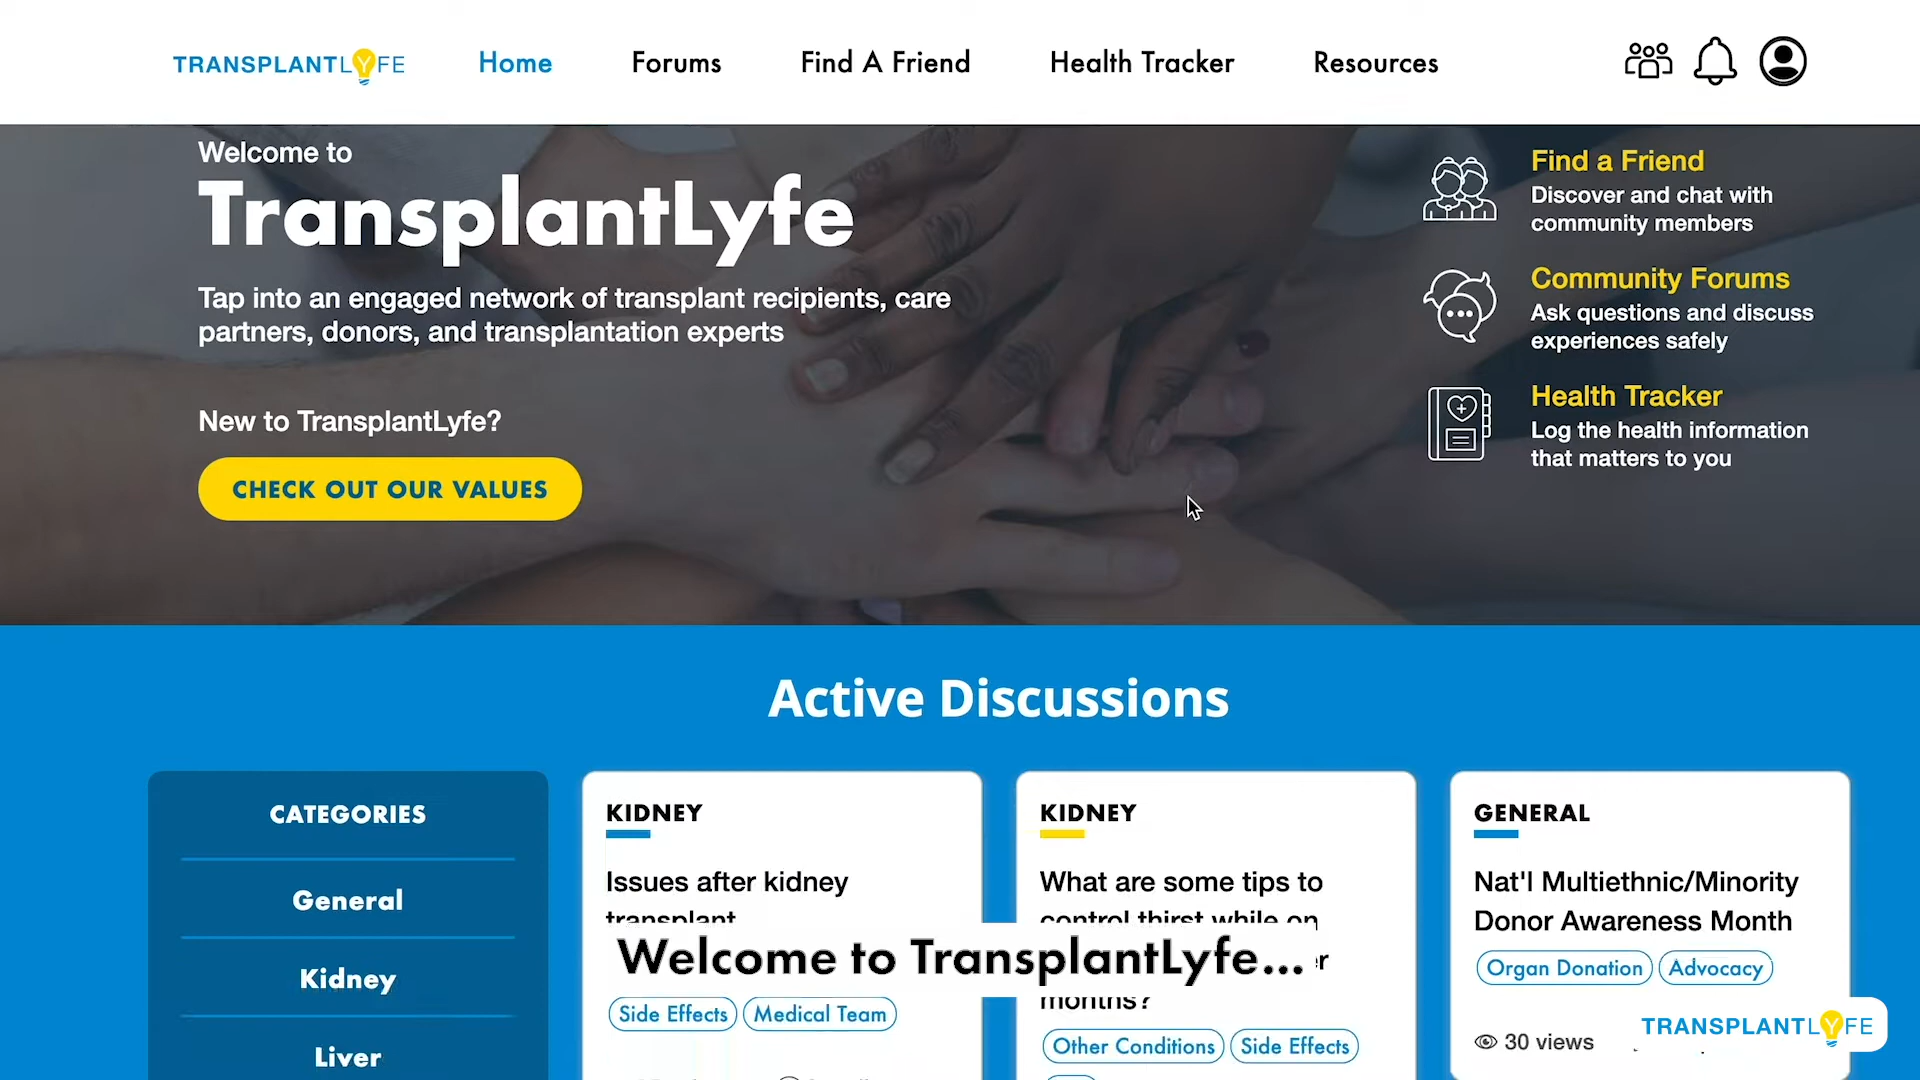 TRANSPLANTLYFE
Home
Forums
Find A Friend
Health Tracker
Resources
Welcome to
TransplantLyfe
Tap into an engaged network of transplant recipients, care
partners, donors, and transplantation experts
New to TransplantLyfe?
CHECK OUT OUR VALUES
Find a Friend
Discover and chat with
community members
Community Forums
Ask questions and discuss
experiences safely
Health Tracker
Log the health information
that matters to you
Active Discussions
CATEGORIES
General
Kidney
Liver
KIDNEY
Issues after kidney
transplant
Side Effects
Medical Team
KIDNEY
What are some tips to
control thirst while on
months?
Other Conditions
Side Effects
GENERAL
Nat'l Multiethnic/Minority
Donor Awareness Month
Organ Donation
Advocacy
30 views
Welcome to TransplantLyfe...
TRANSPLANTLYFE